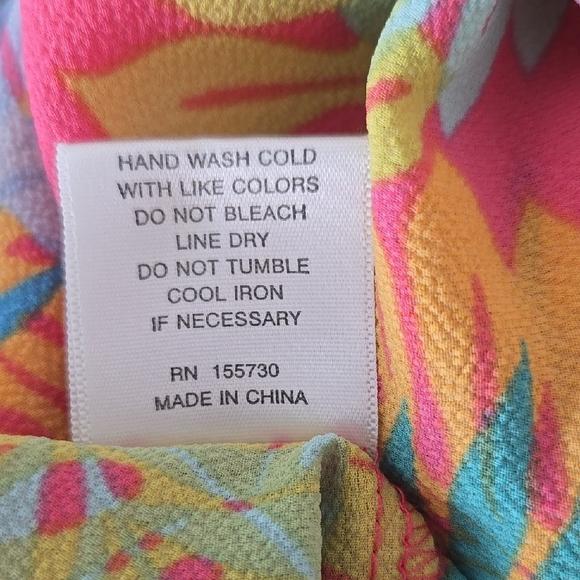 HAND WASH COLD
WITH LIKE COLORS
DO NOT BLEACH
LINE DRY
DO NOT TUMBLE
COOL IRON
IF NECESSARY
RN 155730
MADE IN CHINA